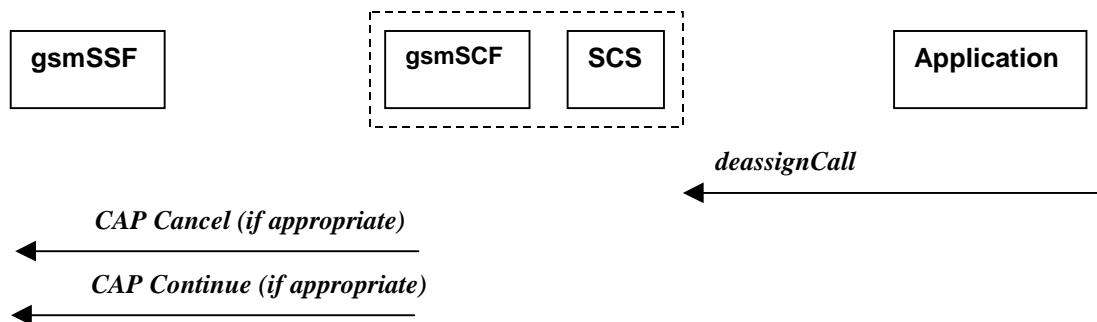 gsmSSF
gsmSCF
SCS
Application
deassignCall
CAP Cancel (if appropriate)
CAP Continue (if appropriate)